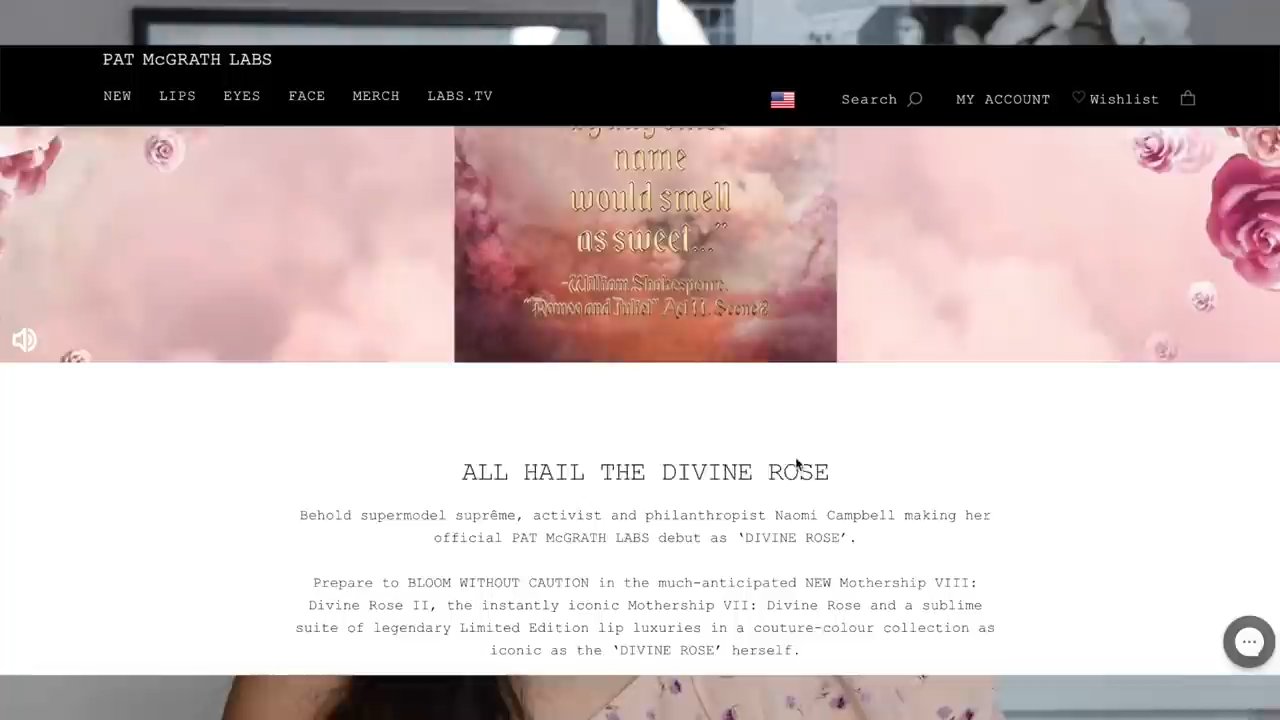 PAT McGRATH LABS
NEW LIPS EYES FACE MERCH LABS.TV
Search MY ACCOUNT Wishlist
name
would smell
as sweet..."
-William Shakespeare,
"Romeo and Juliet" Act II, Scene 2
ALL HAIL THE DIVINE ROSE
Behold supermodel suprême, activist and philanthropist Naomi Campbell making her
official PAT McGRATH LABS debut as ‘DIVINE ROSE’.
Prepare to BLOOM WITHOUT CAUTION in the much-anticipated NEW Mothership VIII:
Divine Rose II, the instantly iconic Mothership VII: Divine Rose and a sublime
suite of legendary Limited Edition lip luxuries in a couture-colour collection as
iconic as the ‘DIVINE ROSE’ herself.